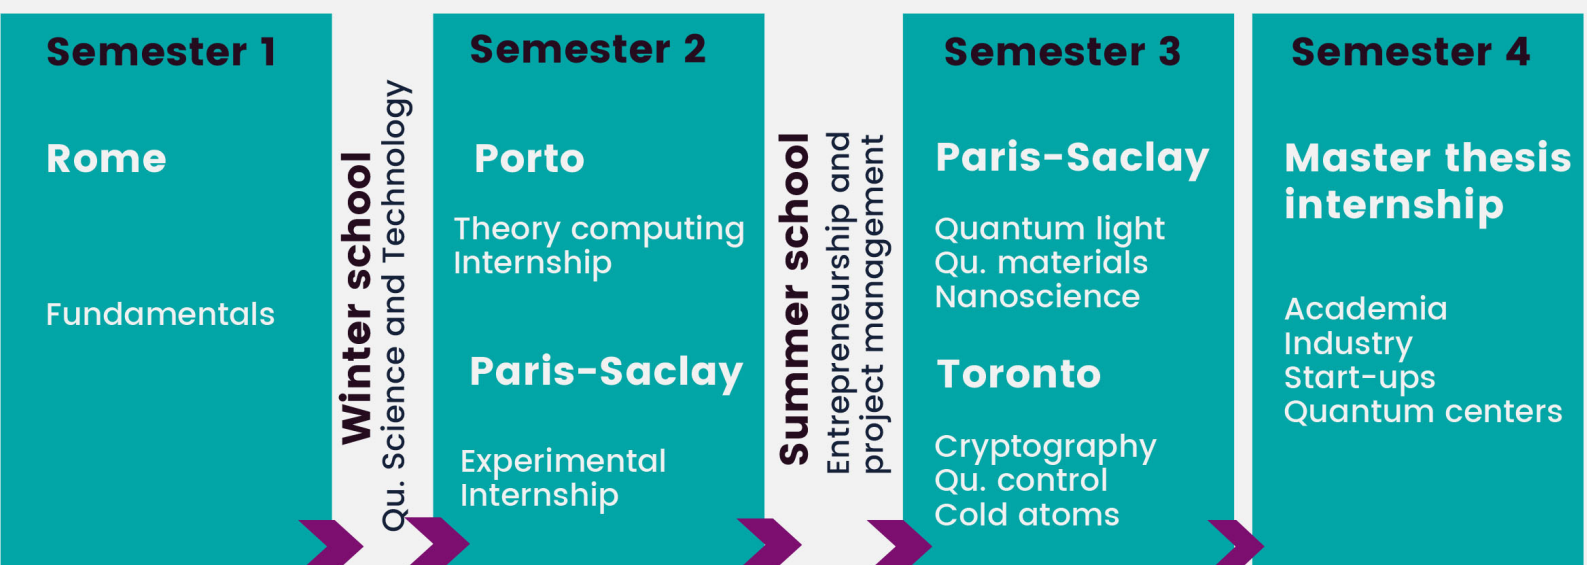 Semester 1
Rome
Fundamentals
Winter school
Qu. Science and Technology
Semester 2
Porto
Theory computing
Internship
Paris-Saclay
Experimental
Internship
Summer school
Entrepreneurship and
project management
Semester 3
Paris-Saclay
Quantum light
Qu. materials
Nanoscience
Toronto
Cryptography
Qu. control
Cold atoms
Semester 4
Master thesis
internship
Academia
Industry
Start-ups
Quantum centers